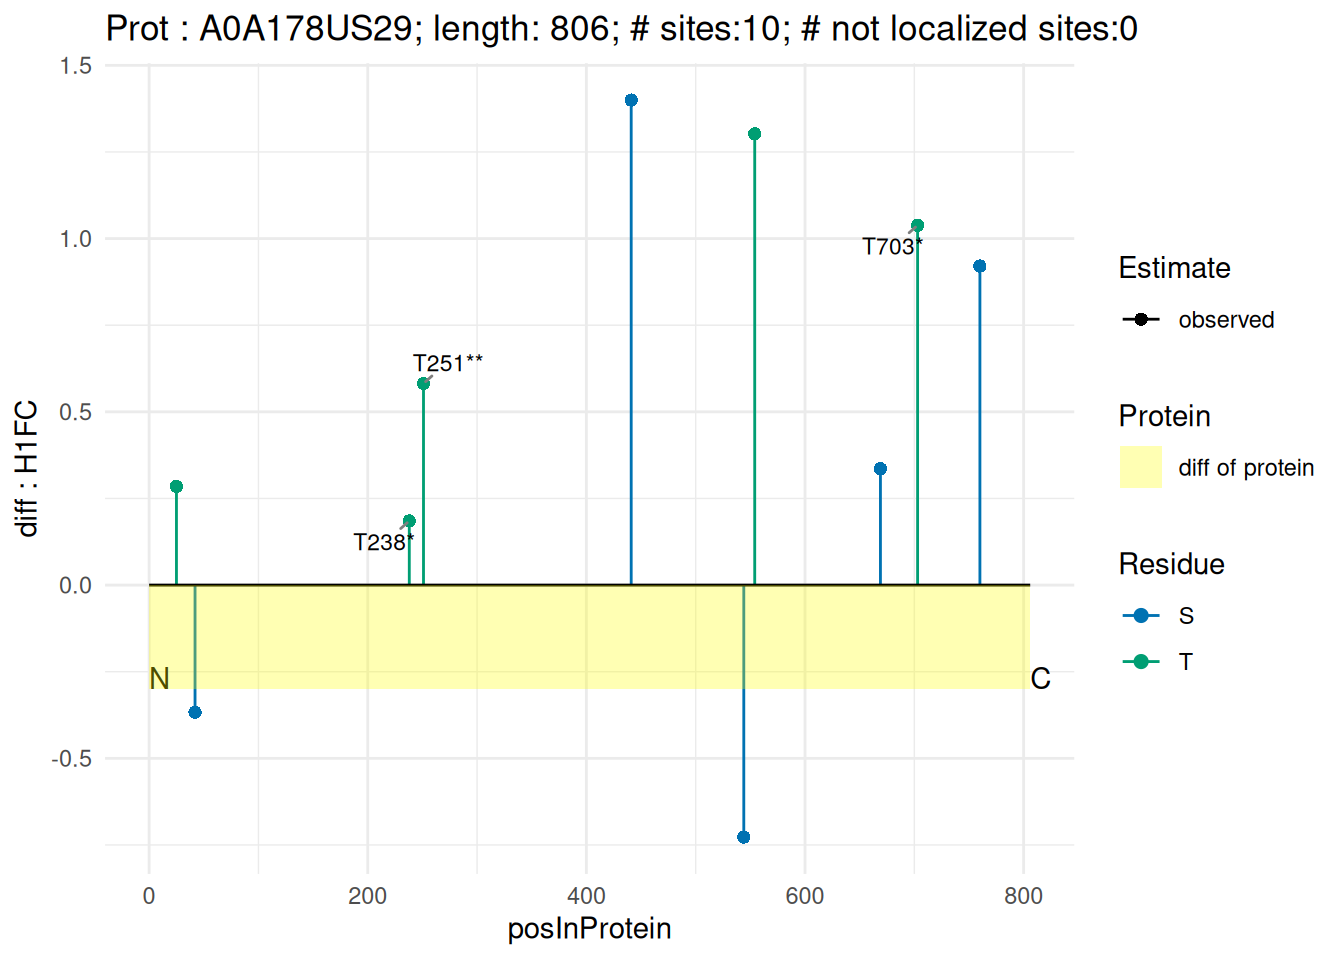 Prot : A0A178US29; length: 806; # sites:10; # not localized sites:0
1.5
1.0
0.5
0.0
-0.5
diff : H1FC
T703*
T251**
T238*
N
C
0
200
400
600
800
posInProtein
Estimate
observed
Protein
diff of protein
Residue
S
T